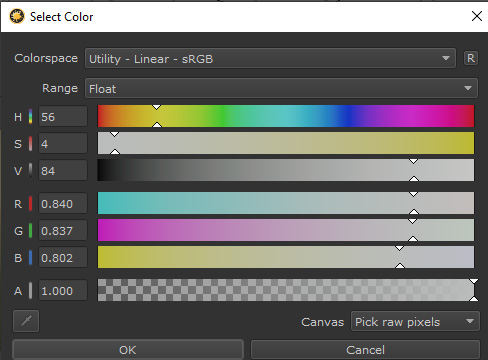 Select Color
Colorspace Utility - Linear - sRGB R
Range Float
H 56
S 4
V 84
R 0.840
G 0.837
B 0.802
A 1.000
Canvas Pick raw pixels
OK Cancel